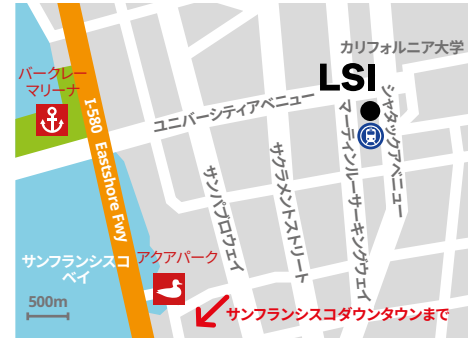 カリフォルニア大学
バークレー
マリーナ
LSI
I-580 Eastshore Fwy
ユニバーシティアベニュー
シャタックアベニュー
マーティンルーサーキングウェイ
サクラメントストリート
サンパブロウェイ
サンフランシスコ
ベイ
アクアパーク
500m
サンフランシスコダウンタウンまで